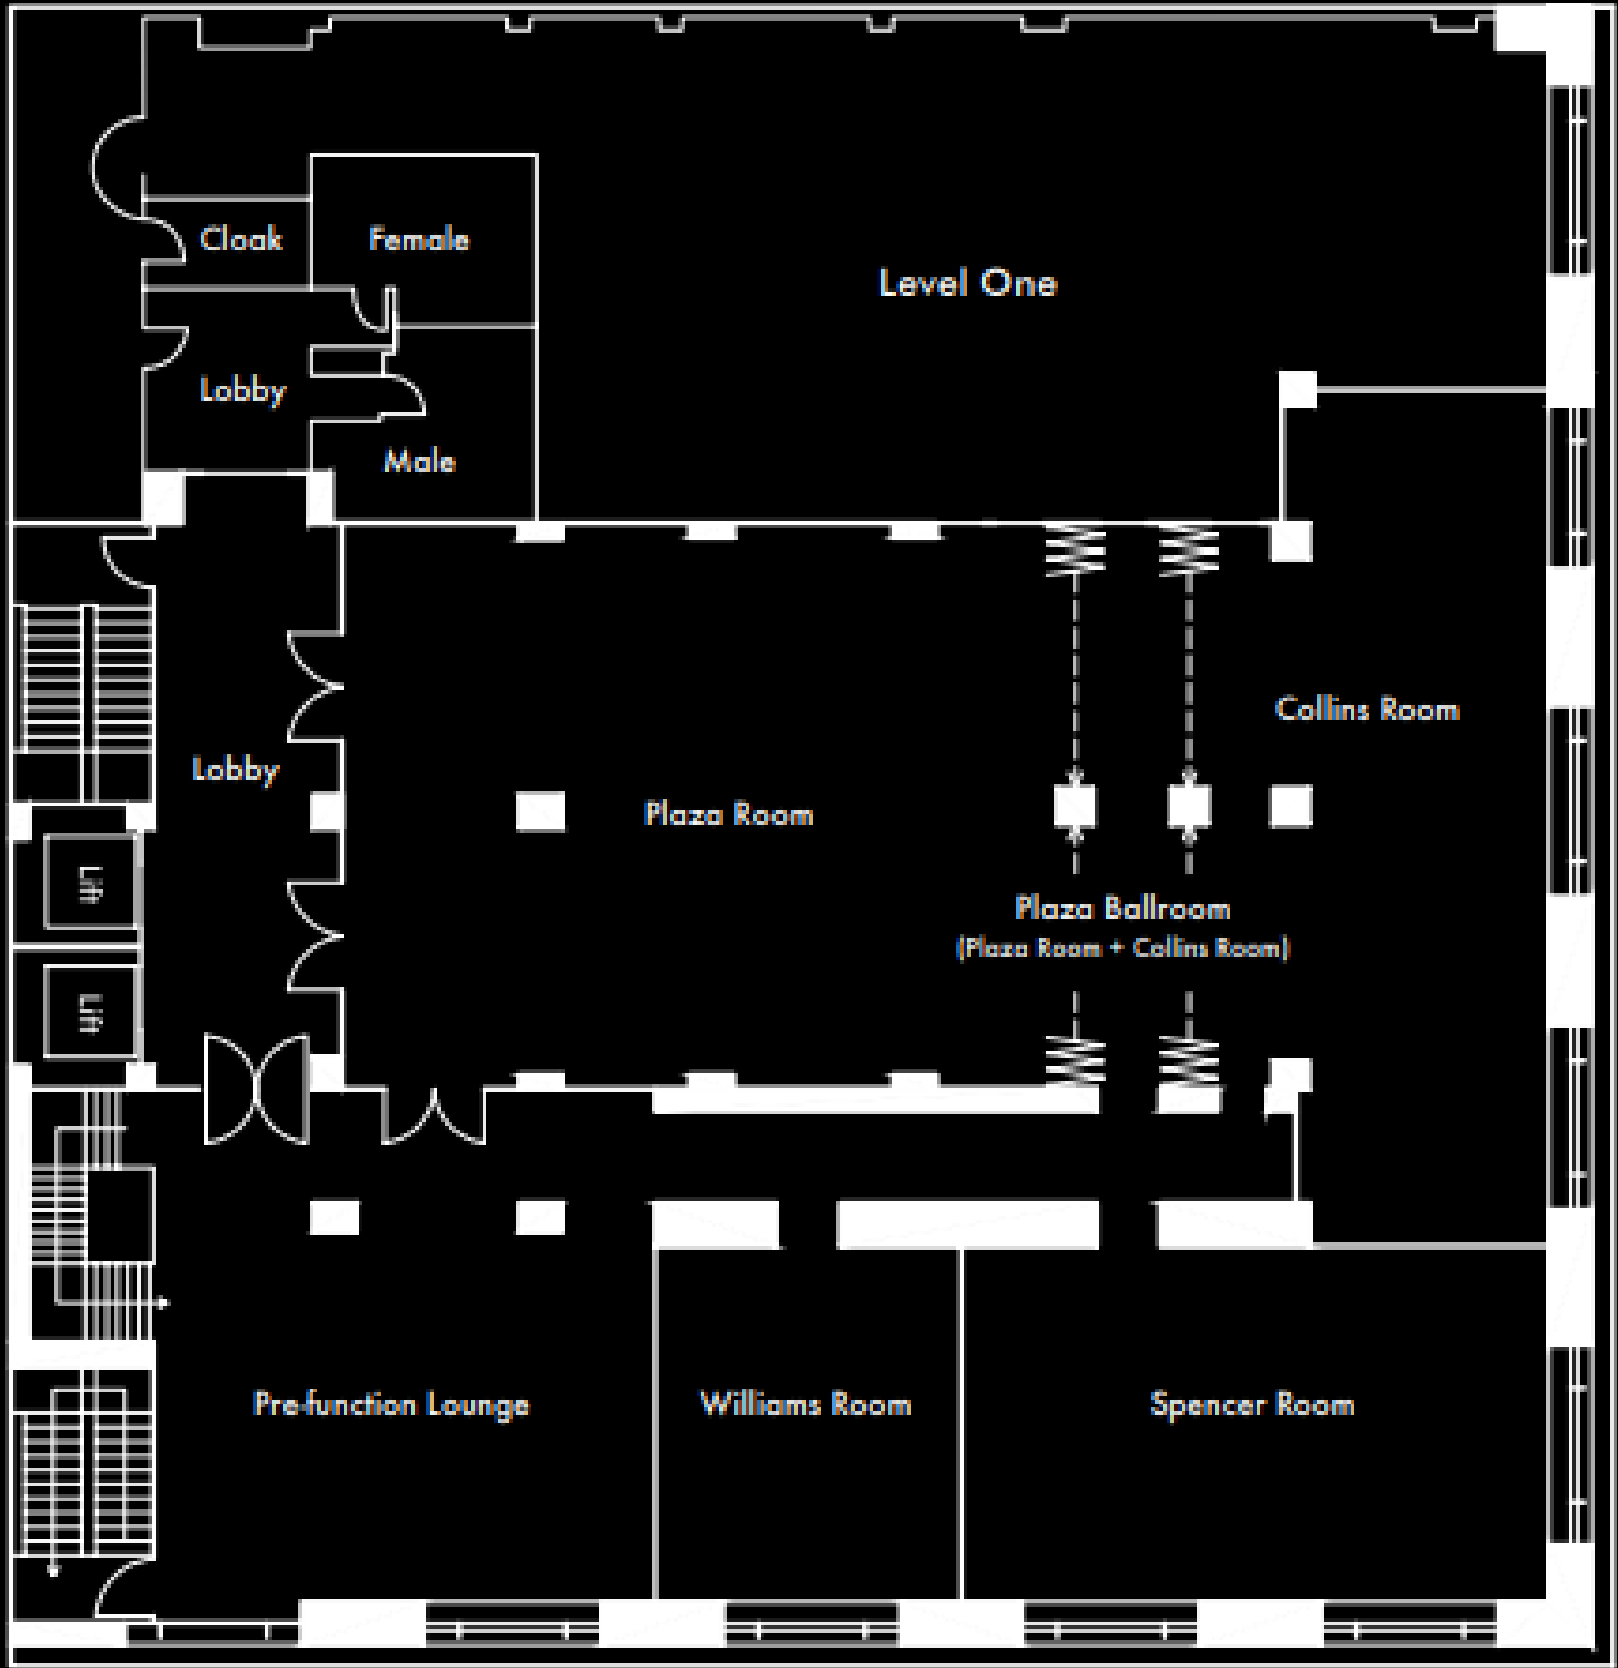 Cloak
Female
Level One
Lobby
Male
Collins Room
Lobby
Plaza Room
Lift
Plaza Ballroom
(Plaza Room + Collins Room)
Lift
Pre-function Lounge
Williams Room
Spencer Room